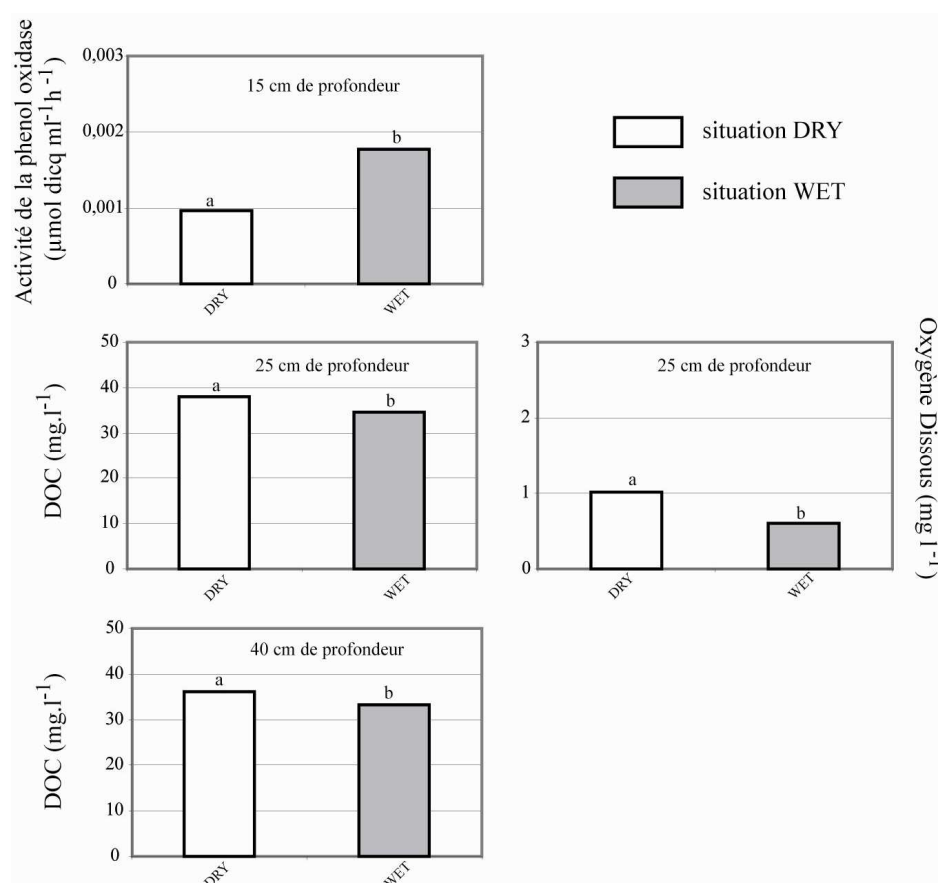 Activité de la phenol oxidase
(µmol dicq ml⁻¹h⁻¹)
0,003
0,002
0,001
0
15 cm de profondeur
a
b
DRY
WET
situation DRY
situation WET
DOC (mg.l⁻¹)
50
40
30
20
10
0
25 cm de profondeur
a
b
DRY
WET
3
2
1
0
25 cm de profondeur
a
b
DRY
WET
Oxygène Dissous (mg l⁻¹)
DOC (mg.l⁻¹)
50
40
30
20
10
0
40 cm de profondeur
a
b
DRY
WET